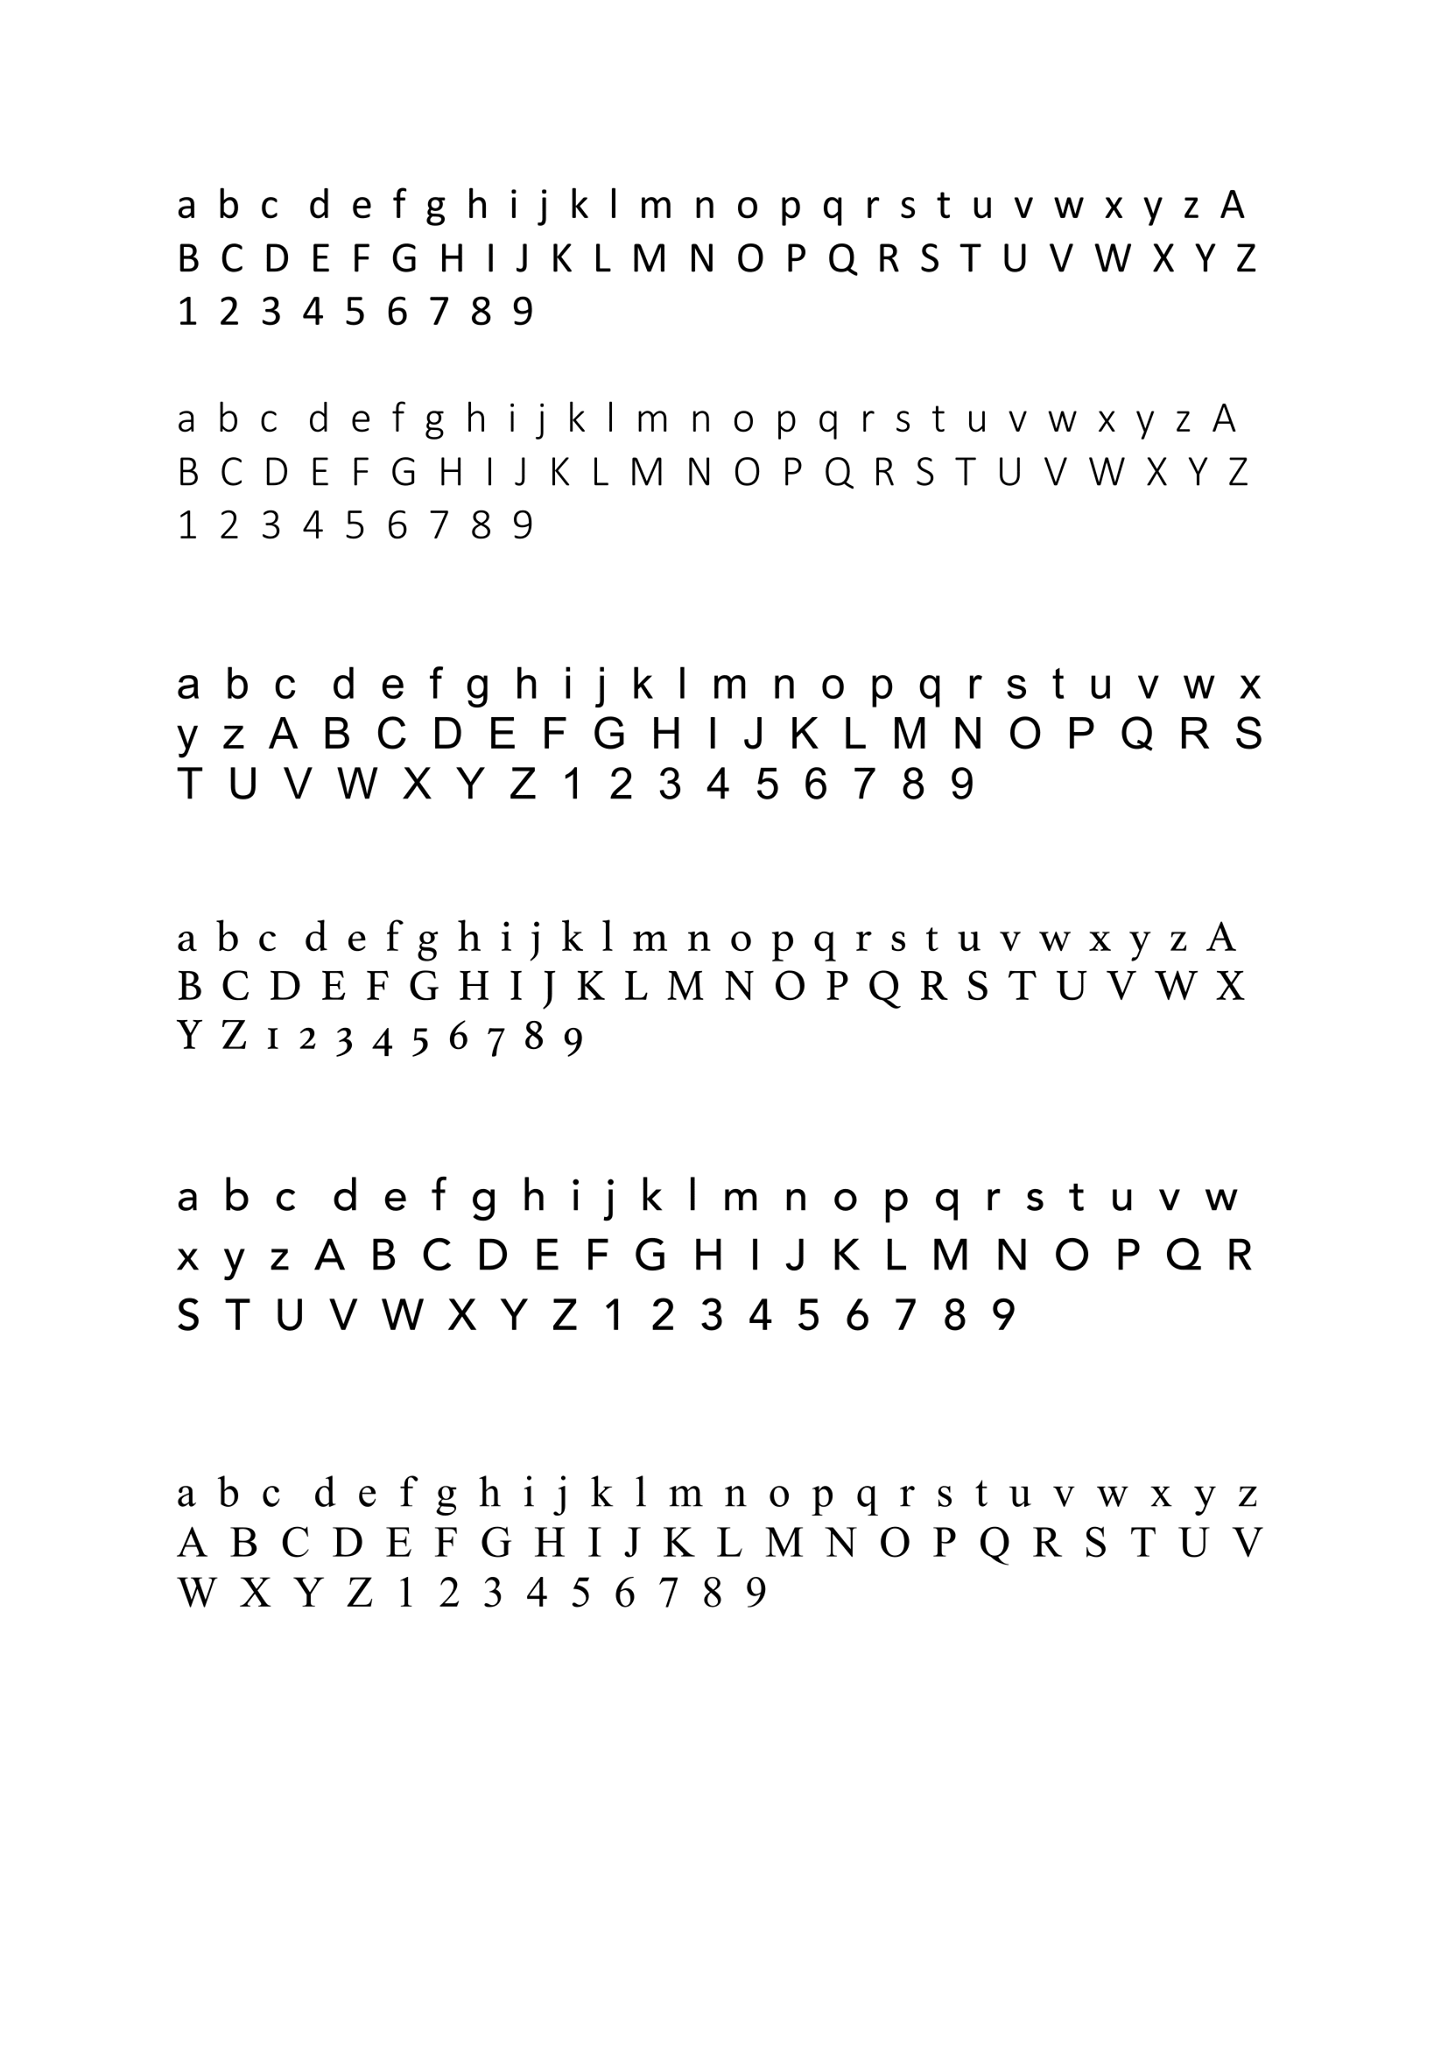 a b c  d e f g h i j k l m n o p q r s t u v w x y z A
B C D E F G H I J K L M N O P Q R S T U V W X Y Z
1 2 3 4 5 6 7 8 9
a b c  d e f g h i j k l m n o p q r s t u v w x y z A
B C D E F G H I J K L M N O P Q R S T U V W X Y Z
1 2 3 4 5 6 7 8 9
a b c  d e f g h i j k l m n o p q r s t u v w x
y z A B C D E F G H I J K L M N O P Q R S
T U V W X Y Z 1 2 3 4 5 6 7 8 9
a b c  d e f g h i j k l m n o p q r s t u v w x y z A
B C D E F G H I J K L M N O P Q R S T U V W X
Y Z 1 2 3 4 5 6 7 8 9
a b c  d e f g h i j k l m n o p q r s t u v w
x y z A B C D E F G H I J K L M N O P Q R
S T U V W X Y Z 1 2 3 4 5 6 7 8 9
a b c  d e f g h i j k l m n o p q r s t u v w x y z
A B C D E F G H I J K L M N O P Q R S T U V
W X Y Z 1 2 3 4 5 6 7 8 9